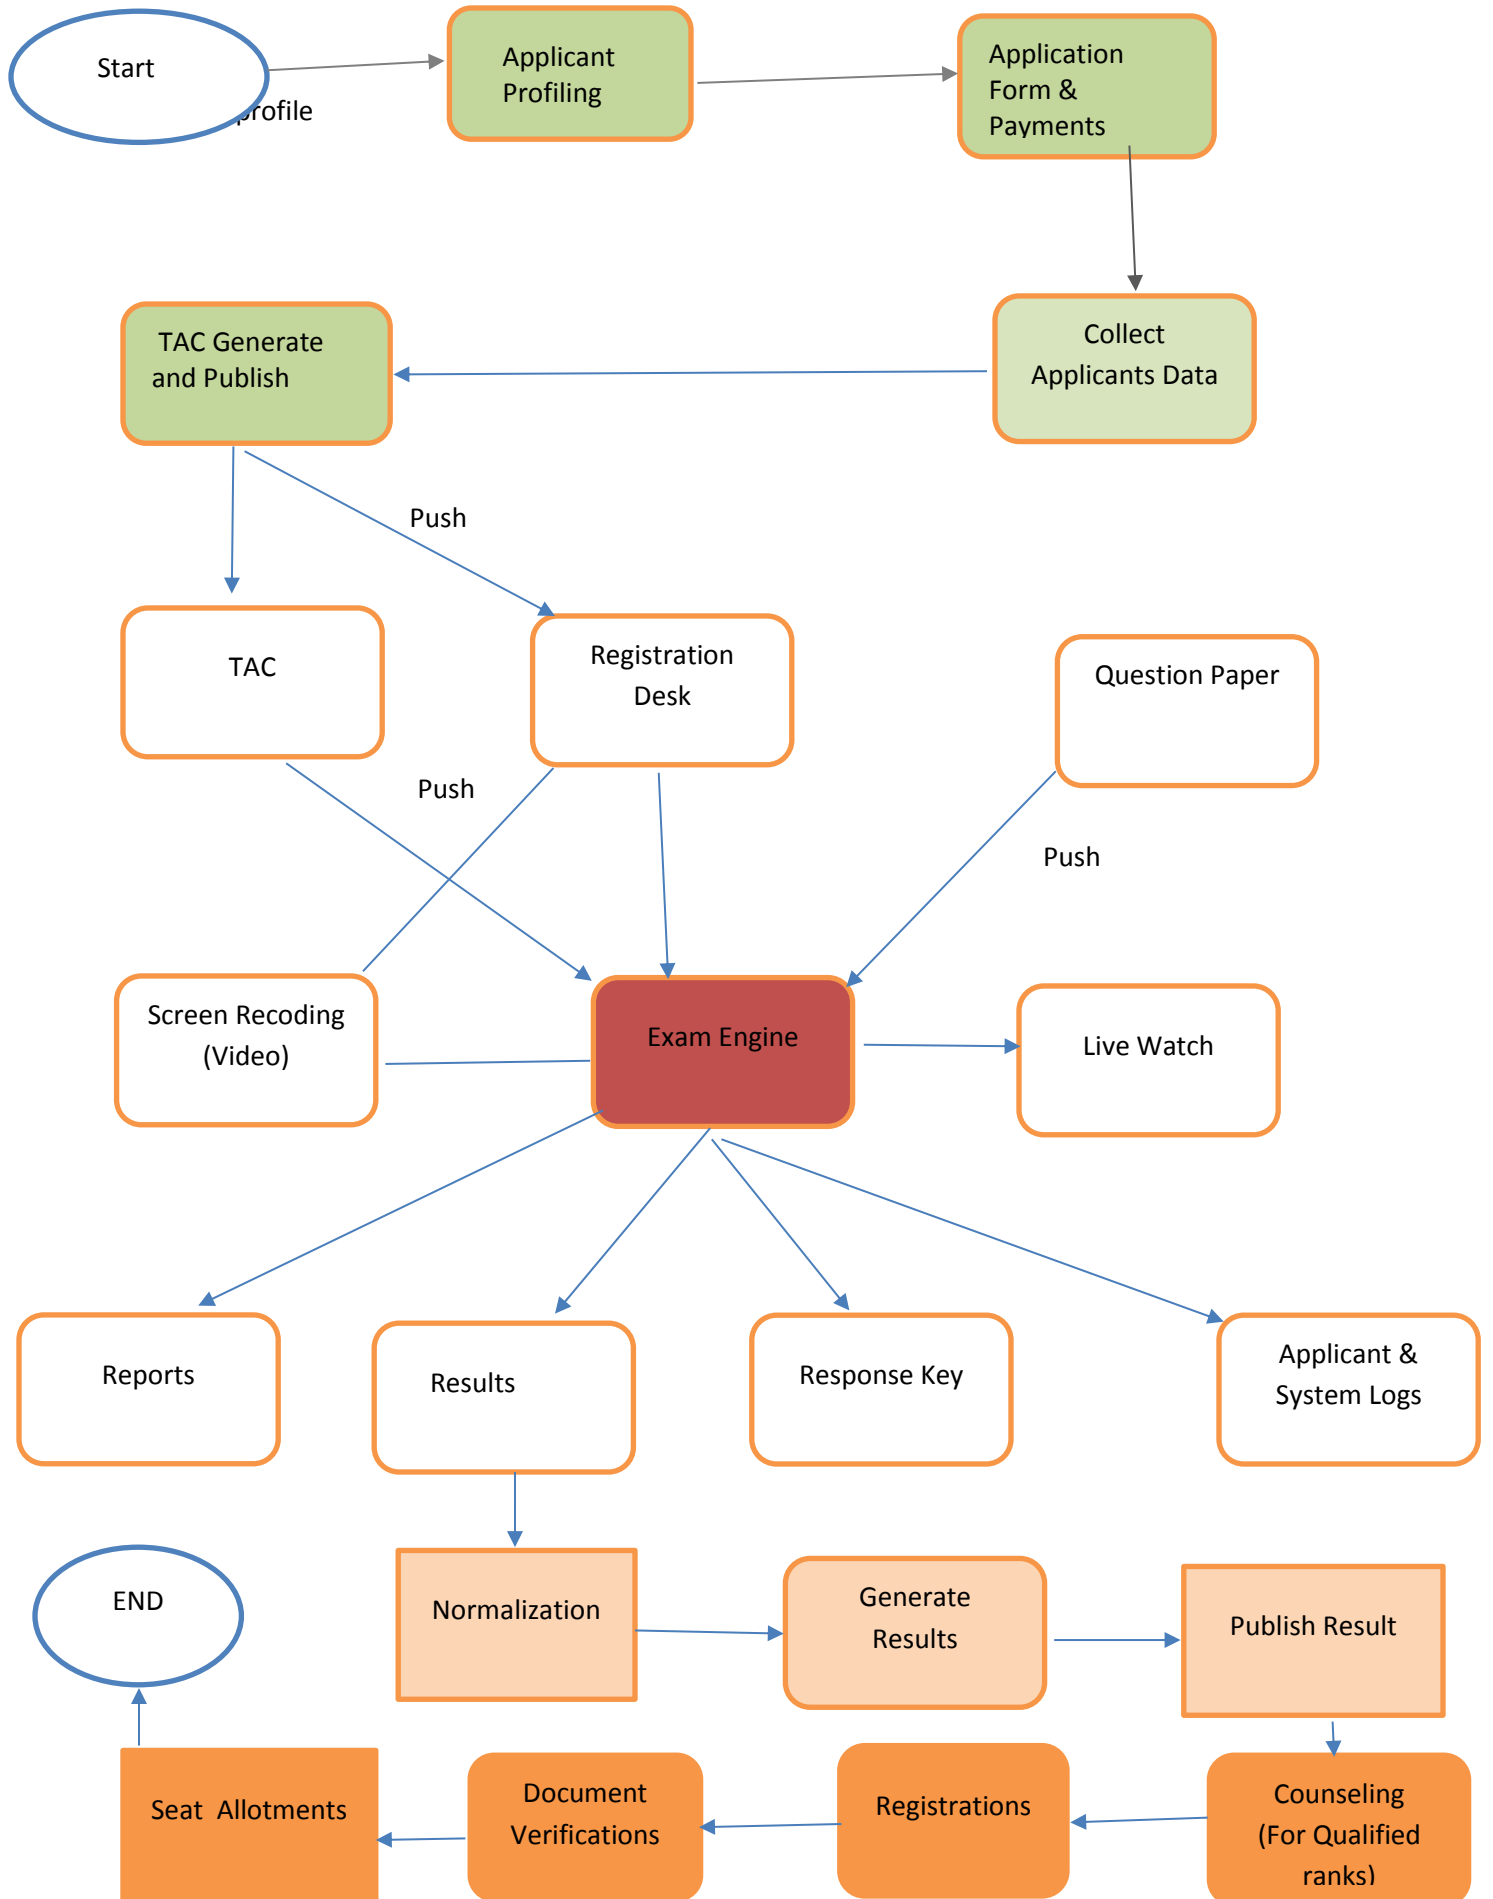 Start
profile
Applicant
Profiling
Application
Form &
Payments
TAC Generate
and Publish
Collect
Applicants Data
Push
TAC
Registration
Desk
Question Paper
Push
Push
Screen Recoding
(Video)
Exam Engine
Live Watch
Reports
Results
Response Key
Applicant &
System Logs
END
Normalization
Generate
Results
Publish Result
Seat Allotments
Document
Verifications
Registrations
Counseling
(For Qualified
ranks)